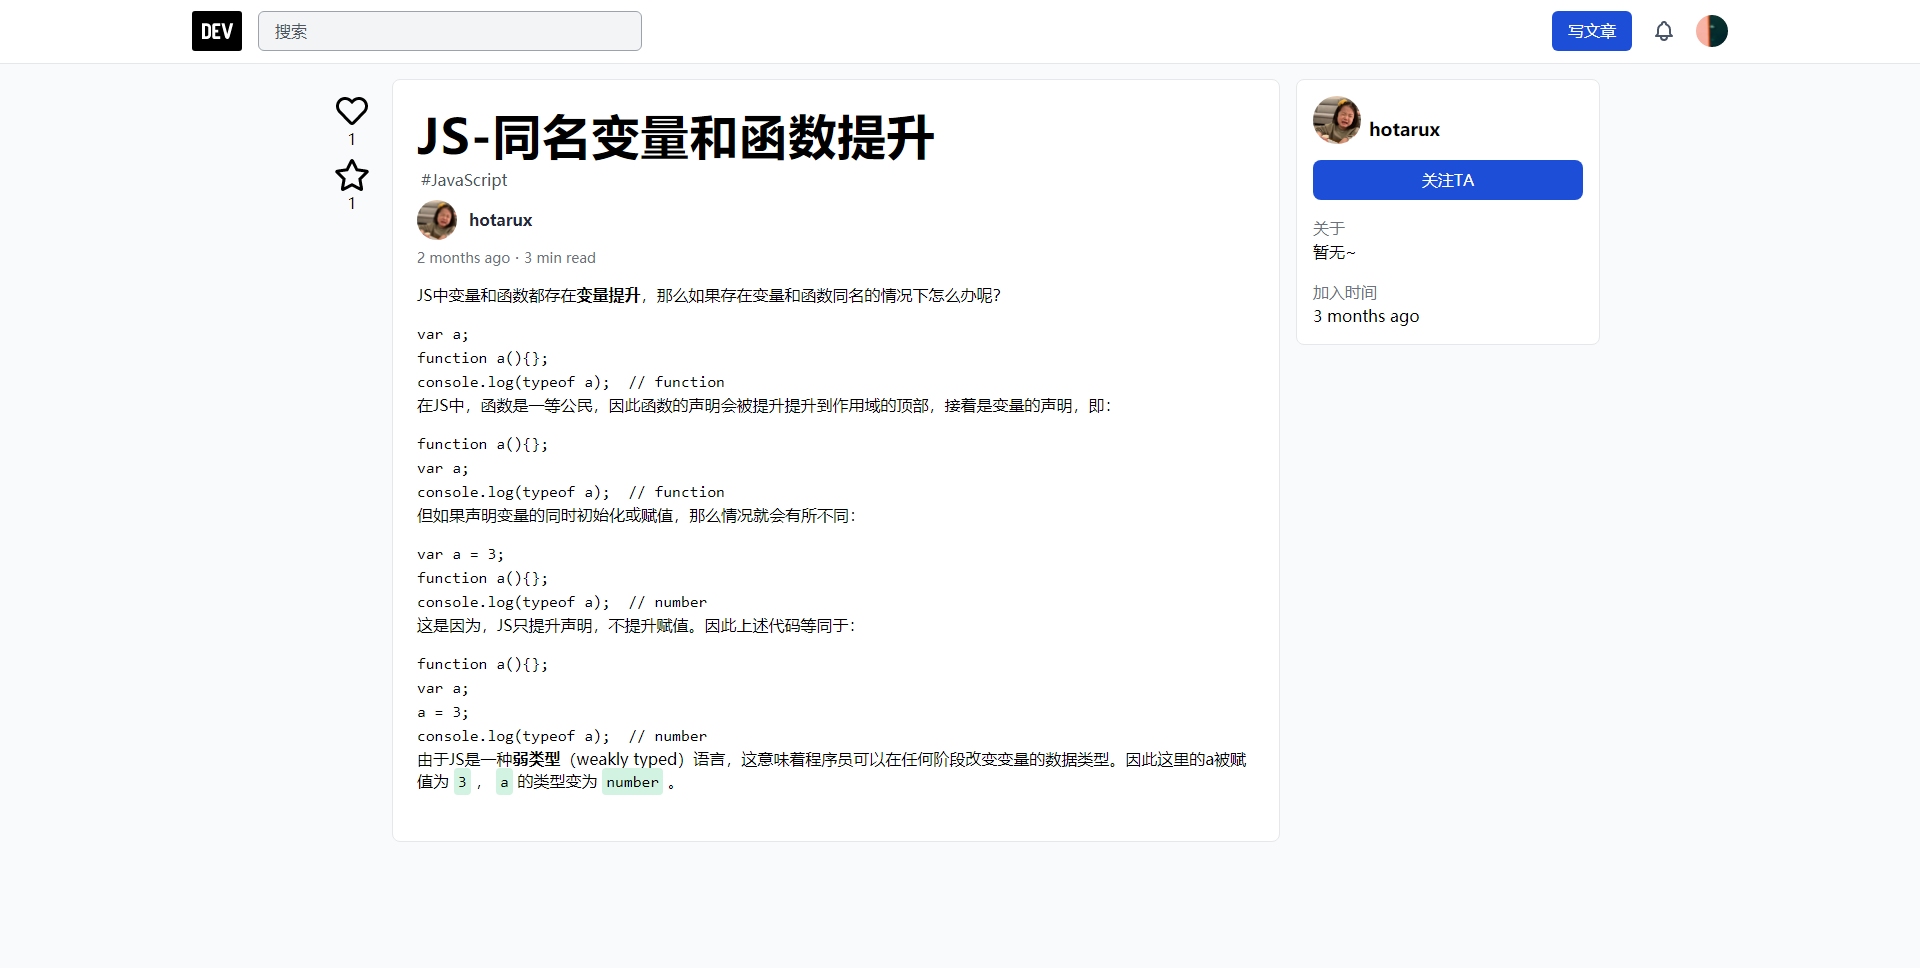 DEV
搜索
写文章
1
1
JS-同名变量和函数提升
#JavaScript
hotarux
2 months ago · 3 min read
JS中变量和函数都存在变量提升，那么如果存在变量和函数同名的情况下怎么办呢？
var a;
function a(){};
console.log(typeof a);  // function
在JS中，函数是一等公民，因此函数的声明会被提升提升到作用域的顶部，接着是变量的声明，即：
function a(){};
var a;
console.log(typeof a);  // function
但如果声明变量的同时初始化或赋值，那么情况就会有所不同：
var a = 3;
function a(){};
console.log(typeof a);  // number
这是因为，JS只提升声明，不提升赋值。因此上述代码等同于：
function a(){};
var a;
a = 3;
console.log(typeof a);  // number
由于JS是一种弱类型（weakly typed）语言，这意味着程序员可以在任何阶段改变变量的数据类型。因此这里的a被赋
值为 3 ， a 的类型变为 number 。
hotarux
关注TA
关于
暂无~
加入时间
3 months ago